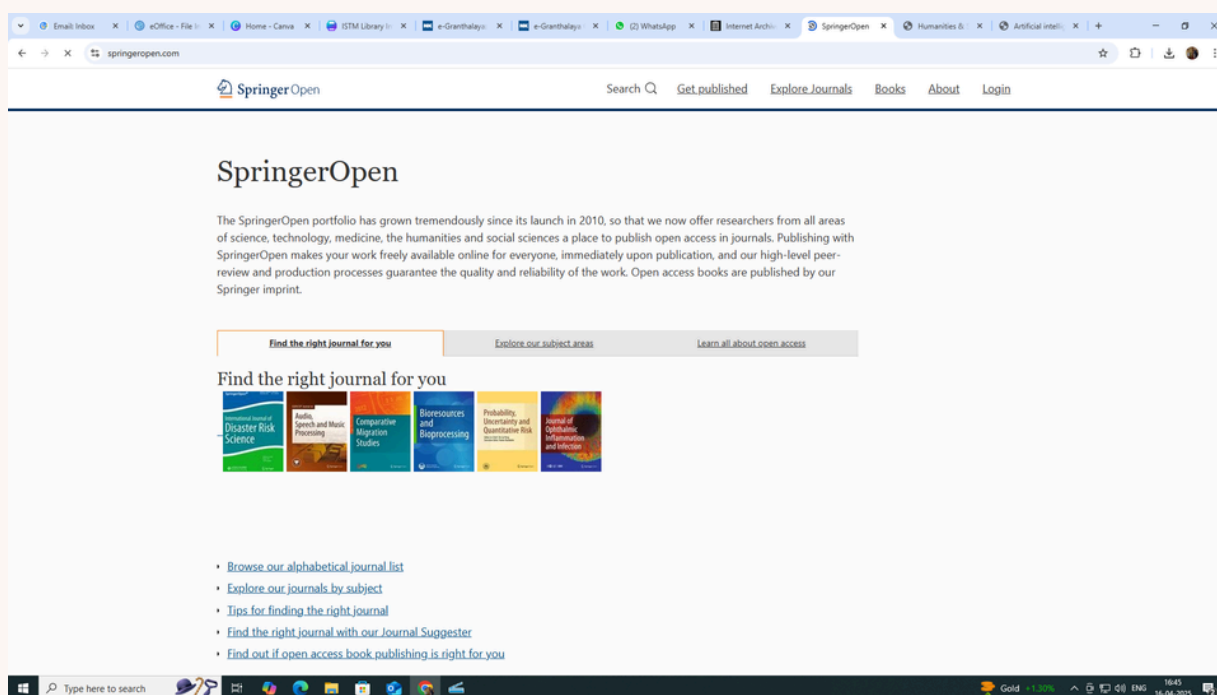 Email: Inbox
eOffice - File
Home - Canva
ISTM Library
e-Granthalaya
e-Granthalaya
(2) WhatsApp
Internet Archi
SpringerOpen
Humanities &
Artificial intelli
springeropen.com
Springer Open
Search
Get published
Explore Journals
Books
About
Login
SpringerOpen
The SpringerOpen portfolio has grown tremendously since its launch in 2010, so that we now offer researchers from all areas
of science, technology, medicine, the humanities and social sciences a place to publish open access in journals. Publishing with
SpringerOpen makes your work freely available online for everyone, immediately upon publication, and our high-level peer-
review and production processes guarantee the quality and reliability of the work. Open access books are published by our
Springer imprint.
Find the right journal for you
Explore our subject areas
Learn all about open access
Find the right journal for you
International Journal of
Disaster Risk
Science
Audio,
Speech and Music
Processing
Comparative
Migration
Studies
Bioresources
and
Bioprocessing
Probability,
Uncertainty and
Quantitative Risk
Journal of
Ophthalmic
Inflammation
and Infection
Browse our alphabetical journal list
Explore our journals by subject
Tips for finding the right journal
Find the right journal with our Journal Suggester
Find out if open access book publishing is right for you
Type here to search
Gold +1.30%
ENG
16:45
16-04-2025